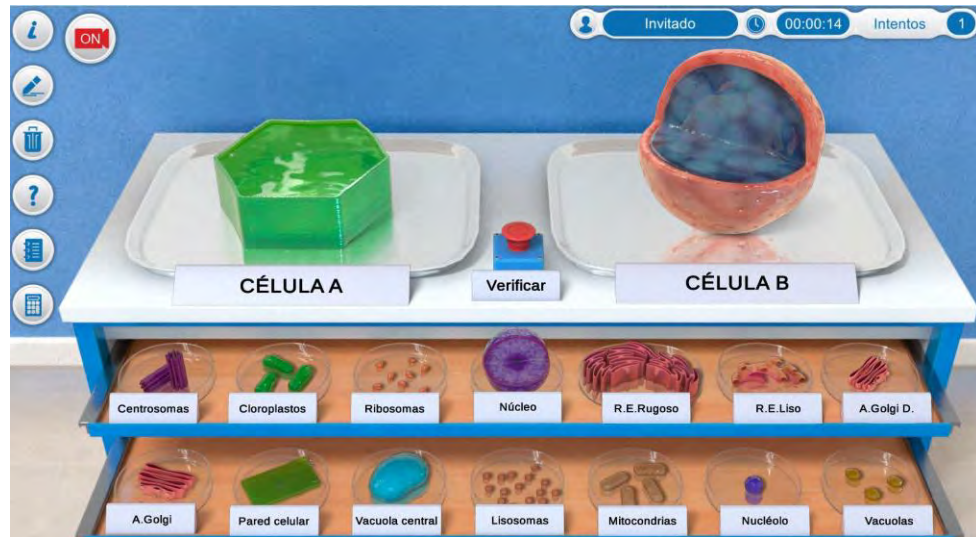 i
ON
Invitado
00:00:14
Intentos
1
?
CÉLULA A
Verificar
CÉLULA B
Centrosomas
Cloroplastos
Ribosomas
Núcleo
R.E.Rugoso
R.E.Liso
A.Golgi D.
A.Golgi
Pared celular
Vacuola central
Lisosomas
Mitocondrias
Nucléolo
Vacuolas